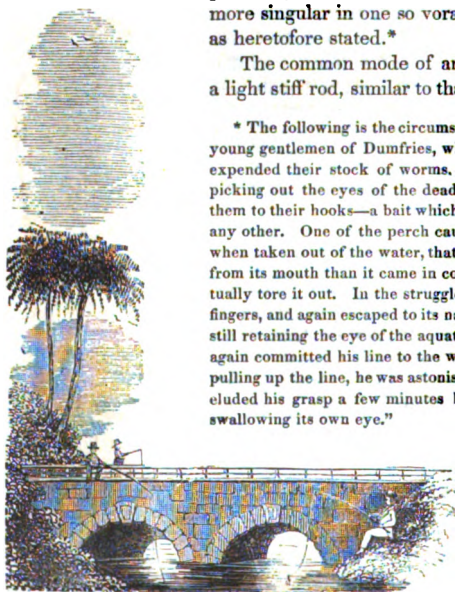 more singular in one so vora
as heretofore stated.*
The common mode of an
a light stiff rod, similar to tha
* The following is the circums
young gentlemen of Dumfries, w
expended their stock of worms,
picking out the eyes of the dead
them to their hooks—a bait which
any other. One of the perch cau
when taken out of the water, that
from its mouth than it came in co
tually tore it out. In the struggle
fingers, and again escaped to its na
still retaining the eye of the aquat
again committed his line to the w
pulling up the line, he was astonis
eluded his grasp a few minutes b
swallowing its own eye.”